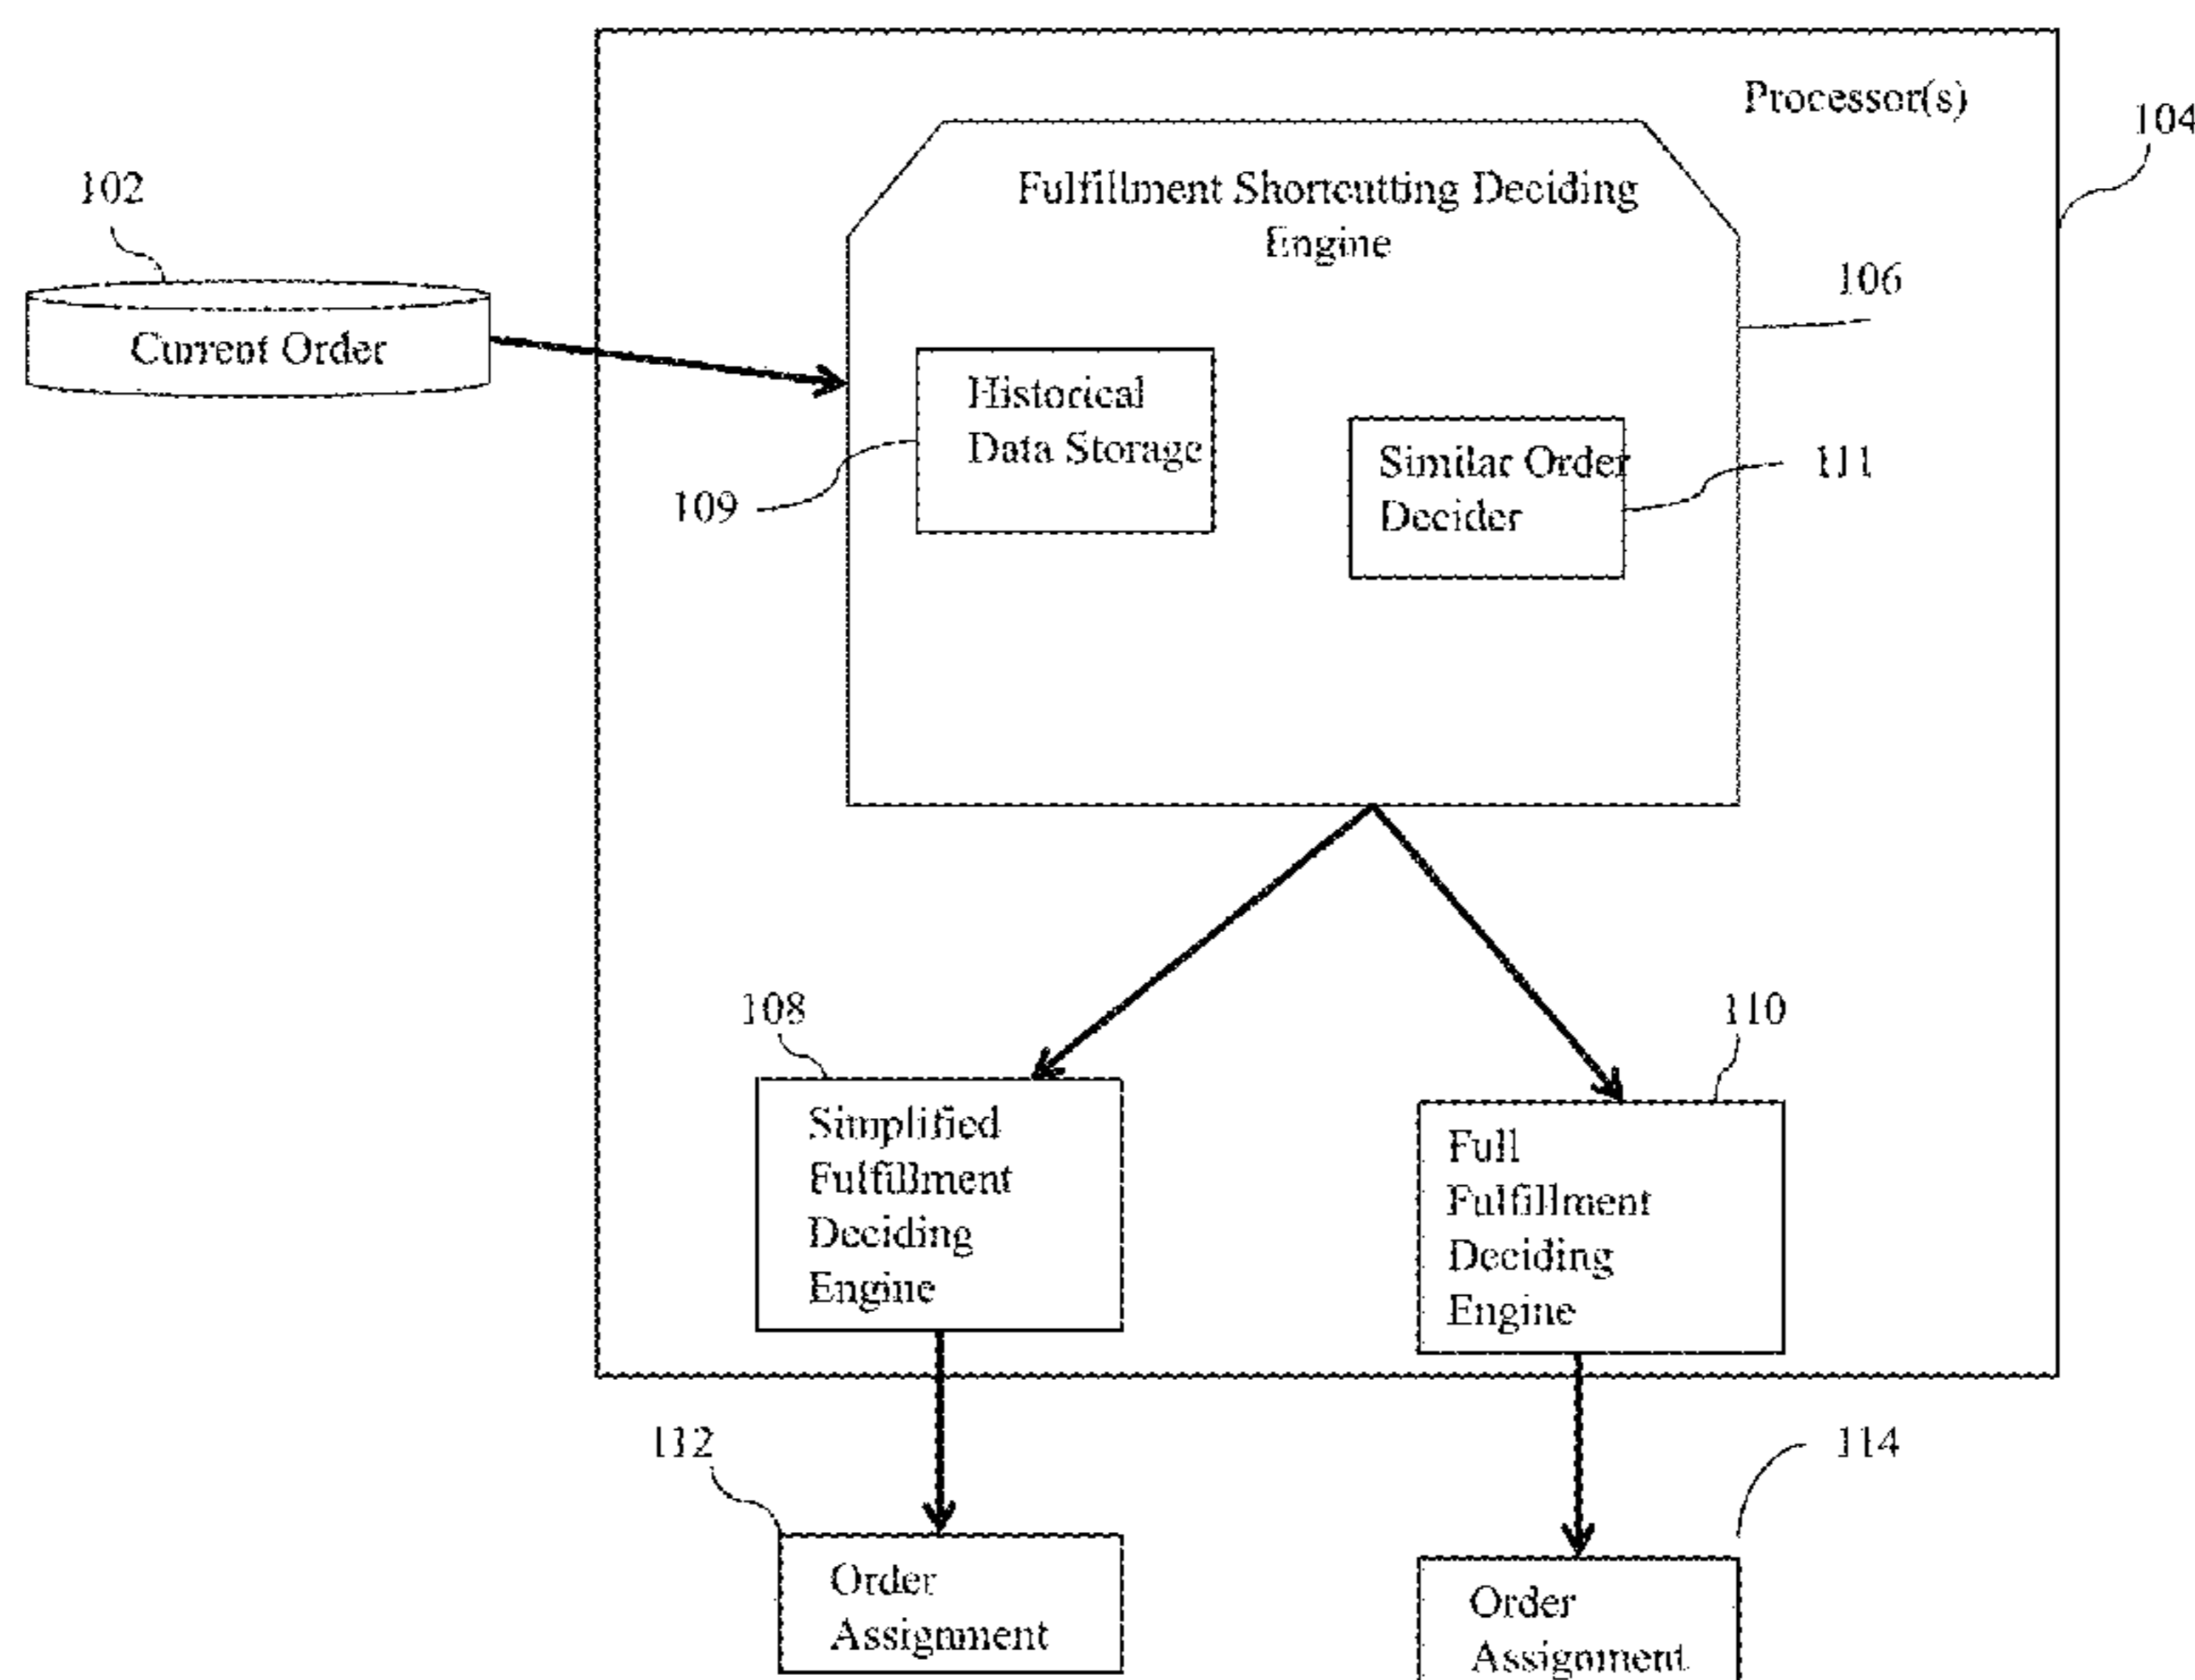 Processor(s)
104
102
Fulfillment Shortcutting Deciding
Engine
106
Current Order
Historical
Data Storage
109
Similar Order
Decider
111
108
110
Simplified
Fulfillment
Deciding
Engine
Full
Fulfillment
Deciding
Engine
112
114
Order
Assignment
Order
Assignment